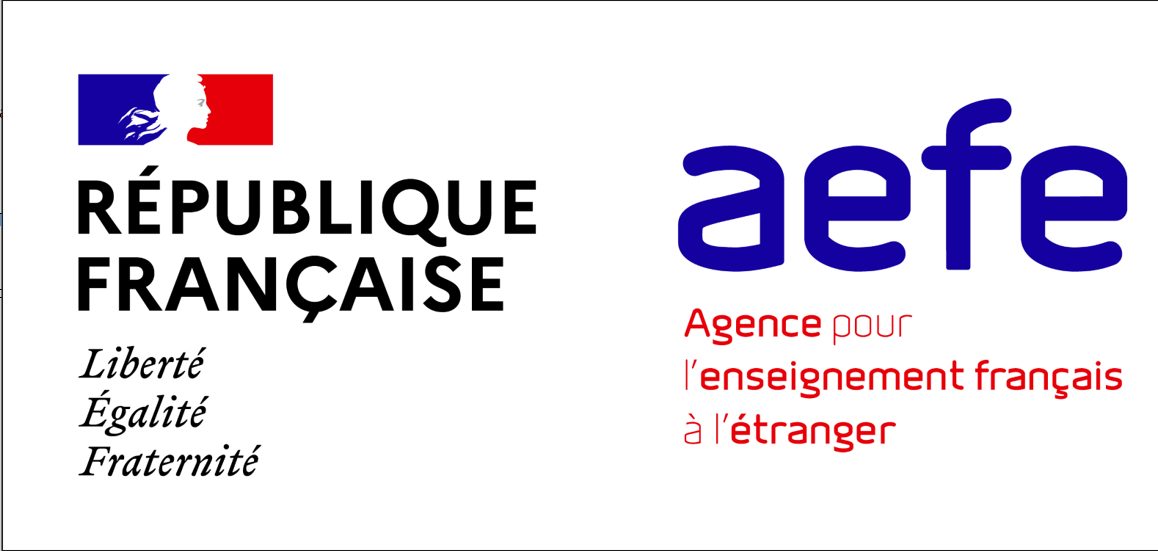 RÉPUBLIQUE
FRANÇAISE
Liberté
Égalité
Fraternité
aefe
Agence pour
l'enseignement français
à l'étranger